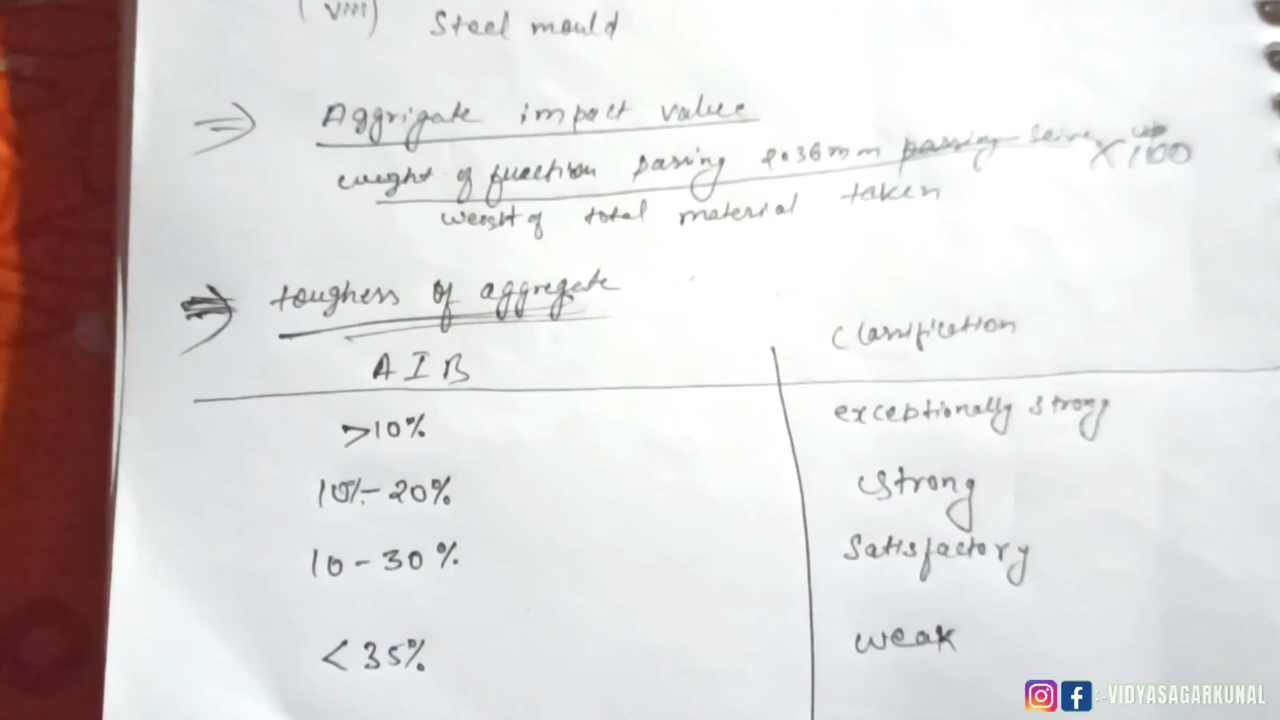 (VIII) Steel mould
⇒ Aggrigate impact value
weight of fuaction passing 2.36mm passing seive × 100
weight of total material taken
⇒ toughess of aggregate
AIB Classification
>10% exceptionally strong
10%-20% strong
10-30% Satisfactory
<35% weak
:-VIDYASAGARKUNAL